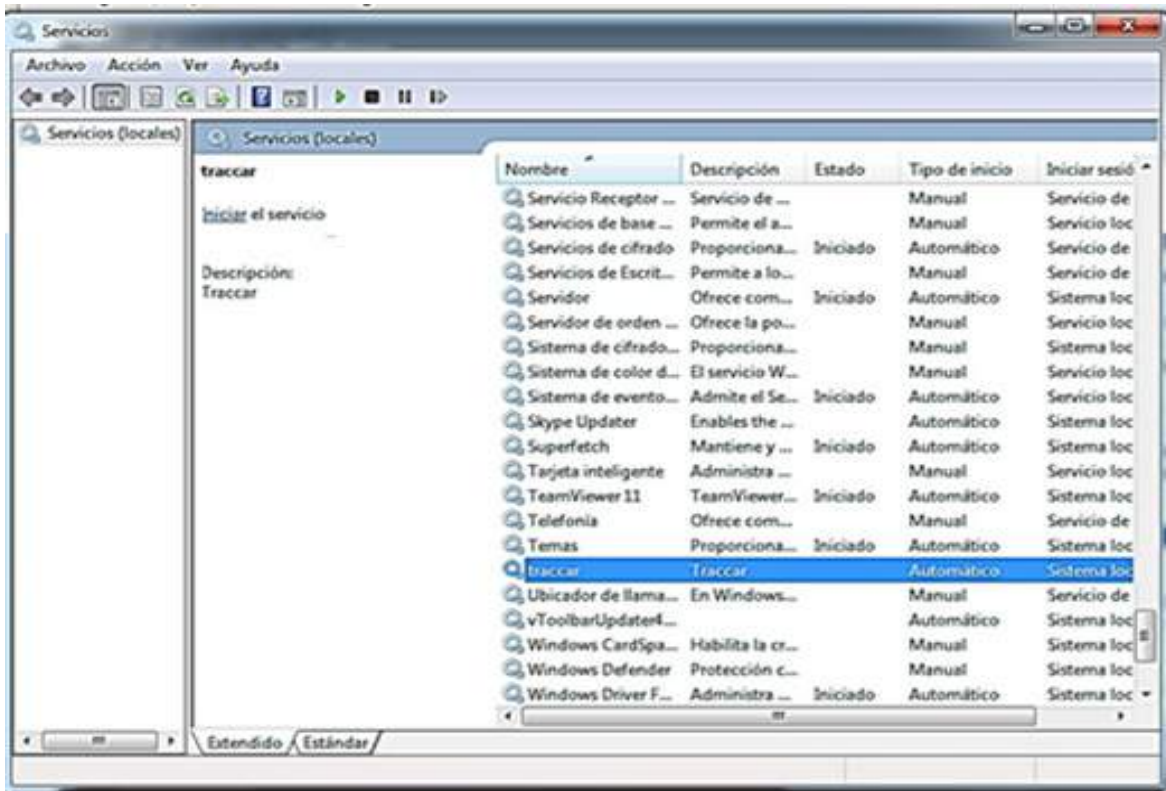 Servicios
Archivo Acción Ver Ayuda
Servicios (locales)
Servicios (locales)
traccar
Iniciar el servicio
Descripción:
Traccar
Nombre Descripción Estado Tipo de inicio Iniciar sesió
Servicio Receptor ... Servicio de ... Manual Servicio de
Servicios de base ... Permite el a... Manual Servicio loc
Servicios de cifrado Proporciona... Iniciado Automático Servicio de
Servicios de Escrit... Permite a lo... Manual Servicio de
Servidor Ofrece com... Iniciado Automático Sistema loc
Servidor de orden ... Ofrece la po... Manual Servicio loc
Sistema de cifrado... Proporciona... Manual Sistema loc
Sistema de color d... El servicio W... Manual Servicio loc
Sistema de evento... Admite el Se... Iniciado Automático Servicio loc
Skype Updater Enables the ... Automático Sistema loc
Superfetch Mantiene y ... Iniciado Automático Sistema loc
Tarjeta inteligente Administra ... Manual Servicio loc
TeamViewer 11 TeamViewer... Iniciado Automático Sistema loc
Telefonía Ofrece com... Manual Servicio de
Temas Proporciona... Iniciado Automático Sistema loc
traccar Traccar Automático Sistema loc
Ubicador de llama... En Windows... Manual Servicio de
vToolbarUpdater4... Automático Sistema loc
Windows CardSpa... Habilita la cr... Manual Sistema loc
Windows Defender Protección c... Manual Sistema loc
Windows Driver F... Administra ... Iniciado Automático Sistema loc
Extendido Estándar